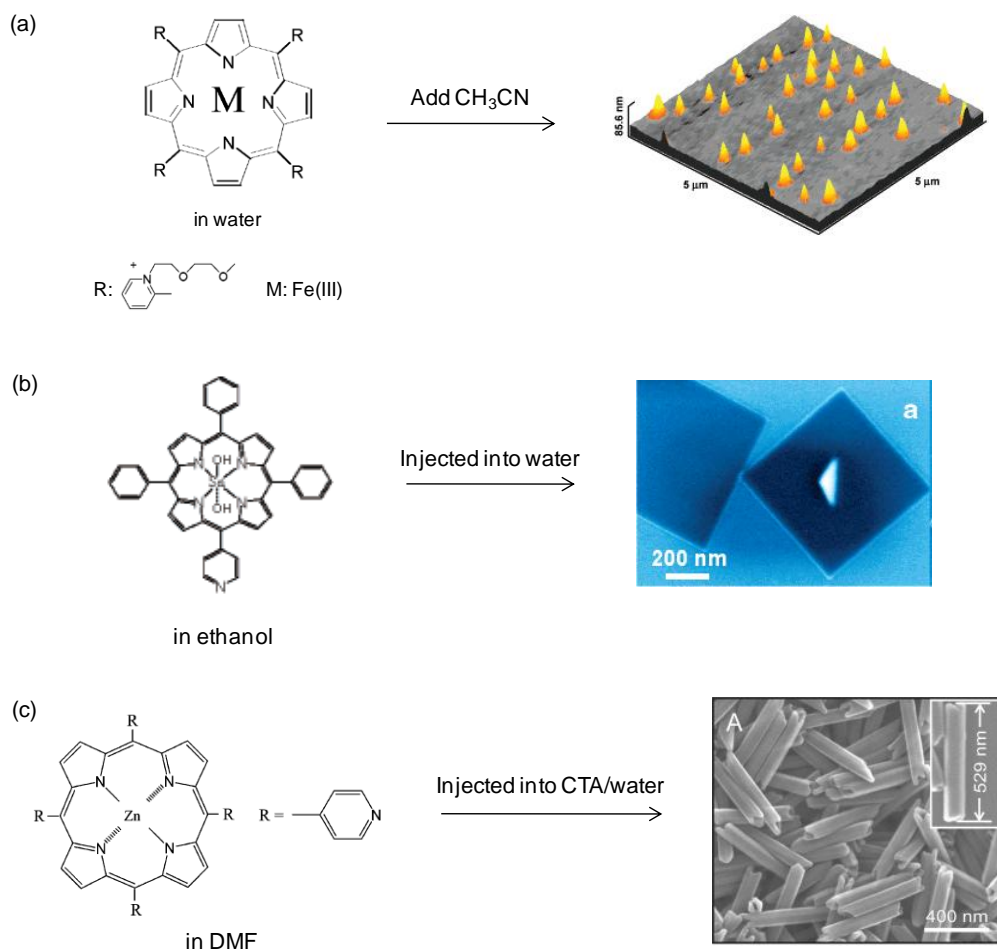 (a)
R
R
N
N
M
N
N
R
R
in water
Add CH₃CN
85.6 nm
5 μm
5 μm
R:
+
N
O
O
M: Fe(III)
(b)
OH
N
N
Sn
N
N
OH
N
in ethanol
Injected into water
a
200 nm
(c)
R
N
N
R
Zn
R
N
N
R
R =
N
in DMF
Injected into CTA/water
A
529 nm
400 nm